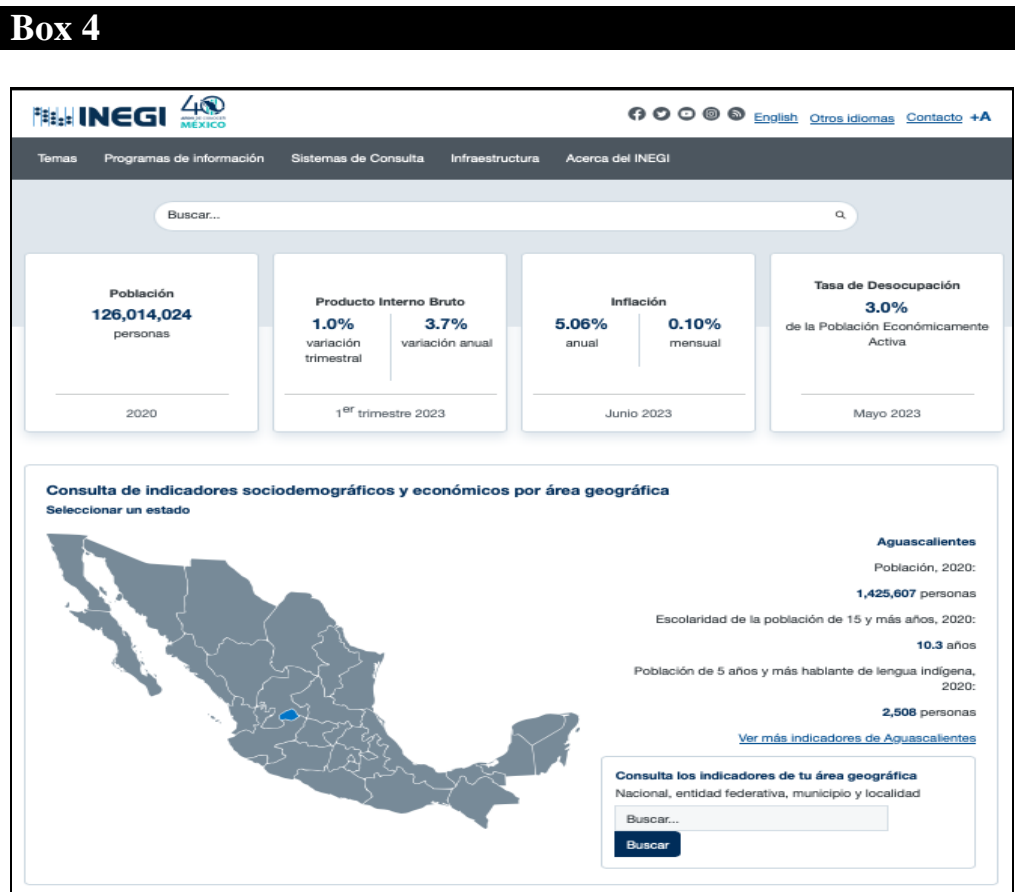 Box 4
INEGI
40
MÉXICO
English Otros idiomas Contacto +A
Temas Programas de información Sistemas de Consulta Infraestructura Acerca del INEGI
Buscar...
Población
126,014,024
personas
2020
Producto Interno Bruto
1.0% 3.7%
variación variación anual
trimestral
1er trimestre 2023
Inflación
5.06% 0.10%
anual mensual
Junio 2023
Tasa de Desocupación
3.0%
de la Población Económicamente
Activa
Mayo 2023
Consulta de indicadores sociodemográficos y económicos por área geográfica
Seleccionar un estado
Aguascalientes
Población, 2020:
1,425,607 personas
Escolaridad de la población de 15 y más años, 2020:
10.3 años
Población de 5 años y más hablante de lengua indígena,
2020:
2,508 personas
Ver más indicadores de Aguascalientes
Consulta los indicadores de tu área geográfica
Nacional, entidad federativa, municipio y localidad
Buscar...
Buscar